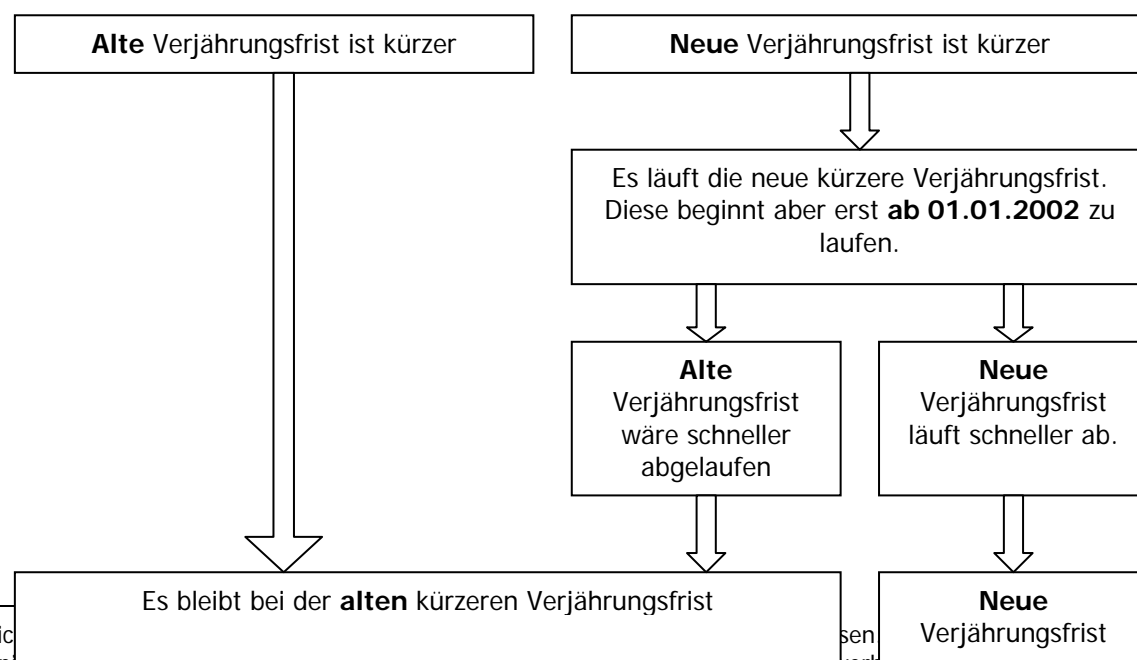 Alte Verjährungsfrist ist kürzer
Neue Verjährungsfrist ist kürzer
Es läuft die neue kürzere Verjährungsfrist.
Diese beginnt aber erst ab 01.01.2002 zu
laufen.
Alte
Verjährungsfrist
wäre schneller
abgelaufen
Neue
Verjährungsfrist
läuft schneller ab.
Es bleibt bei der alten kürzeren Verjährungsfrist
Neue
Verjährungsfrist